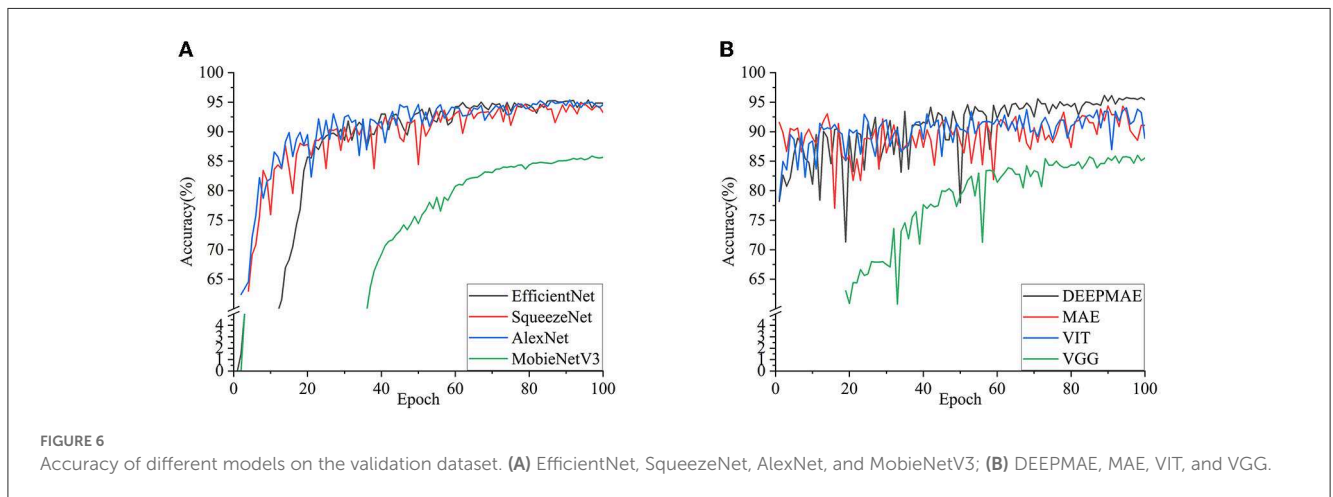 A
100
95
90
85
80
75
70
65
4
3
2
1
0
Accuracy(%)
0 20 40 60 80 100
Epoch
EfficientNet
SqueezeNet
AlexNet
MobieNetV3
B
100
95
90
85
80
75
70
65
4
3
2
1
0
Accuracy(%)
0 20 40 60 80 100
Epoch
DEEPMAE
MAE
VIT
VGG
FIGURE 6
Accuracy of different models on the validation dataset. (A) EfficientNet, SqueezeNet, AlexNet, and MobieNetV3; (B) DEEPMAE, MAE, VIT, and VGG.